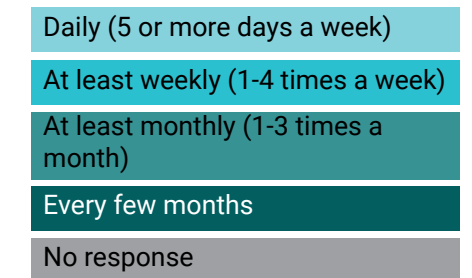 Daily (5 or more days a week)
At least weekly (1-4 times a week)
At least monthly (1-3 times a
month)
Every few months
No response